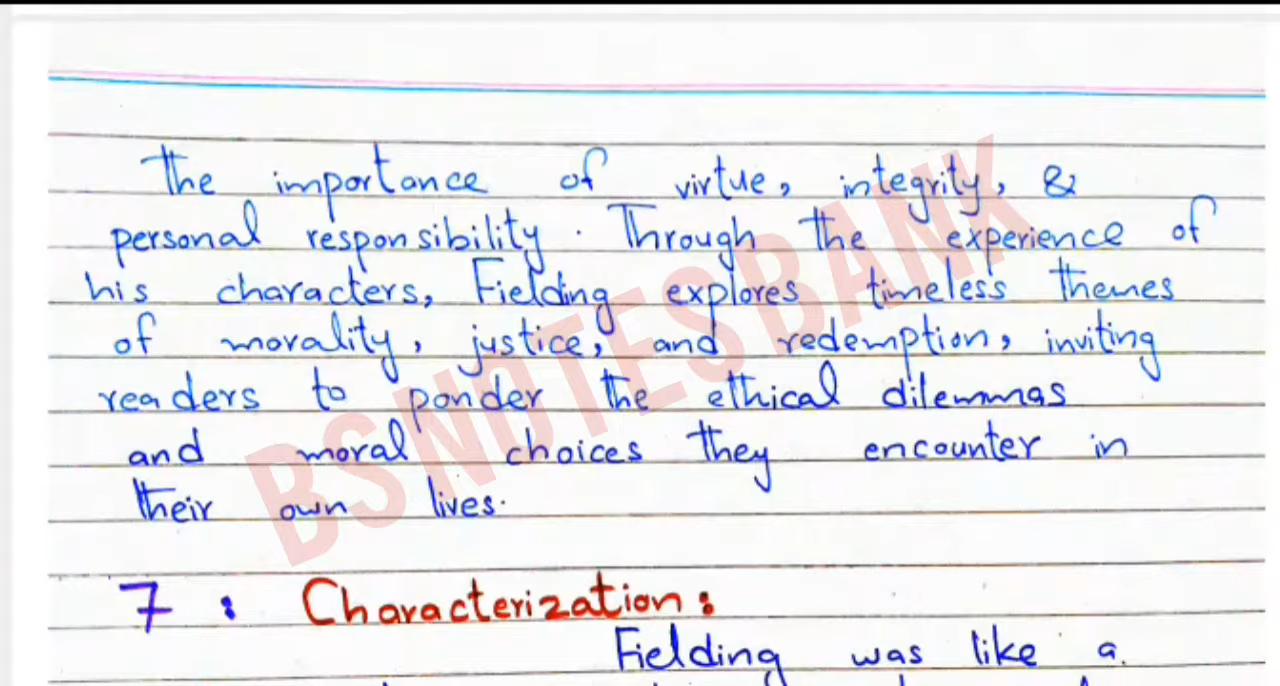 The importance of virtue, integrity, &
personal responsibility. Through the experience of
his characters, Fielding explores timeless themes
of morality, justice, and redemption, inviting
readers to ponder the ethical dilemmas
and moral choices they encounter in
their own lives.
7 : Characterization :
Fielding was like a
BSNOTESBANK